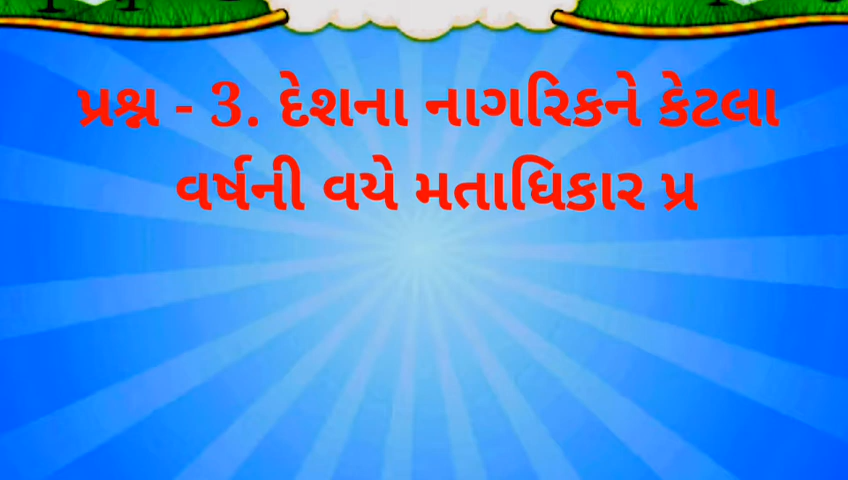 પ્રશ્ન - 3. દેશના નાગરિકને કેટલા
વર્ષની વયે મતાધિકાર પ્ર